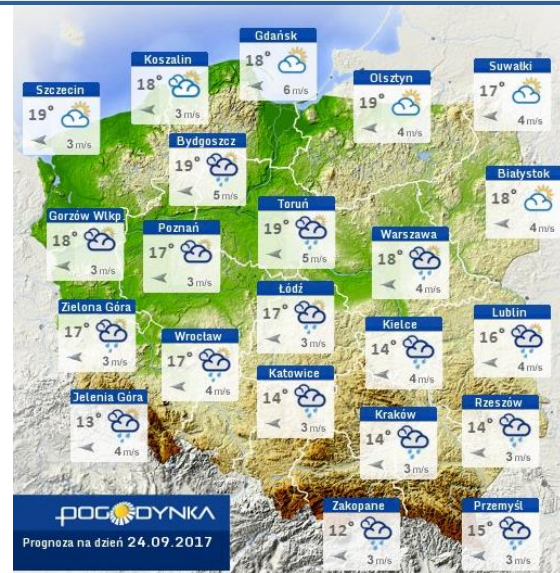 Gdańsk
18°
6 m/s
Koszalin
18°
3 m/s
Suwałki
17°
4 m/s
Olsztyn
19°
4 m/s
Szczecin
19°
3 m/s
Bydgoszcz
19°
5 m/s
Białystok
18°
4 m/s
Toruń
19°
5 m/s
Gorzów Wlkp
18°
3 m/s
Poznań
17°
3 m/s
Warszawa
18°
4 m/s
Łódź
17°
3 m/s
Zielona Góra
17°
3 m/s
Lublin
16°
4 m/s
Kielce
14°
4 m/s
Wrocław
17°
4 m/s
Katowice
14°
3 m/s
Jelenia Góra
13°
4 m/s
Rzeszów
14°
3 m/s
Kraków
14°
3 m/s
Zakopane
12°
3 m/s
Przemyśl
15°
3 m/s
POGODYNKA
Prognoza na dzień 24.09.2017